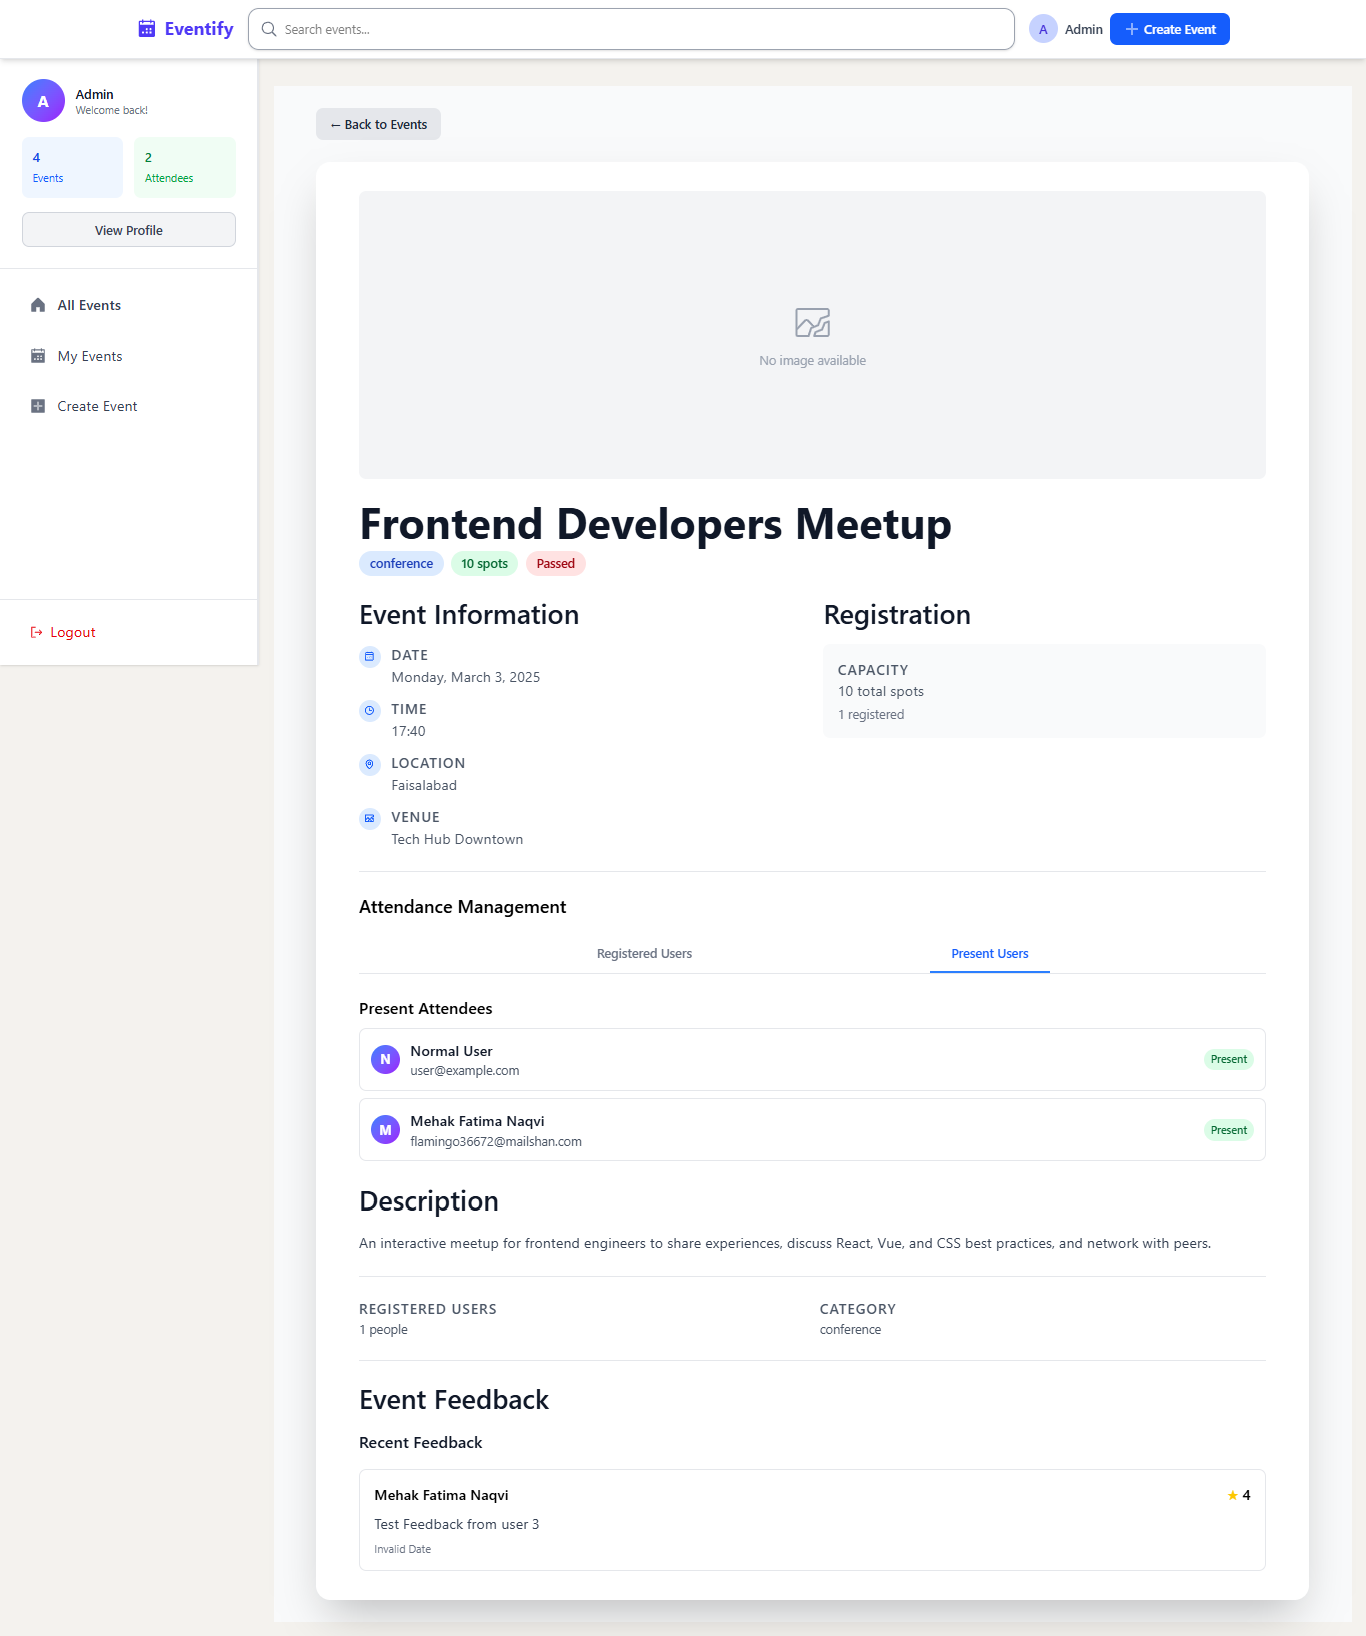 Eventify
Search events...
A
Admin
Create Event
A
Admin
Welcome back!
4
Events
2
Attendees
View Profile
All Events
My Events
Create Event
Logout
← Back to Events
No image available
Frontend Developers Meetup
conference
10 spots
Passed
Event Information
DATE
Monday, March 3, 2025
TIME
17:40
LOCATION
Faisalabad
VENUE
Tech Hub Downtown
Registration
CAPACITY
10 total spots
1 registered
Attendance Management
Registered Users
Present Users
Present Attendees
N
Normal User
user@example.com
Present
M
Mehak Fatima Naqvi
flamingo36672@mailshan.com
Present
Description
An interactive meetup for frontend engineers to share experiences, discuss React, Vue, and CSS best practices, and network with peers.
REGISTERED USERS
1 people
CATEGORY
conference
Event Feedback
Recent Feedback
Mehak Fatima Naqvi
★ 4
Test Feedback from user 3
Invalid Date